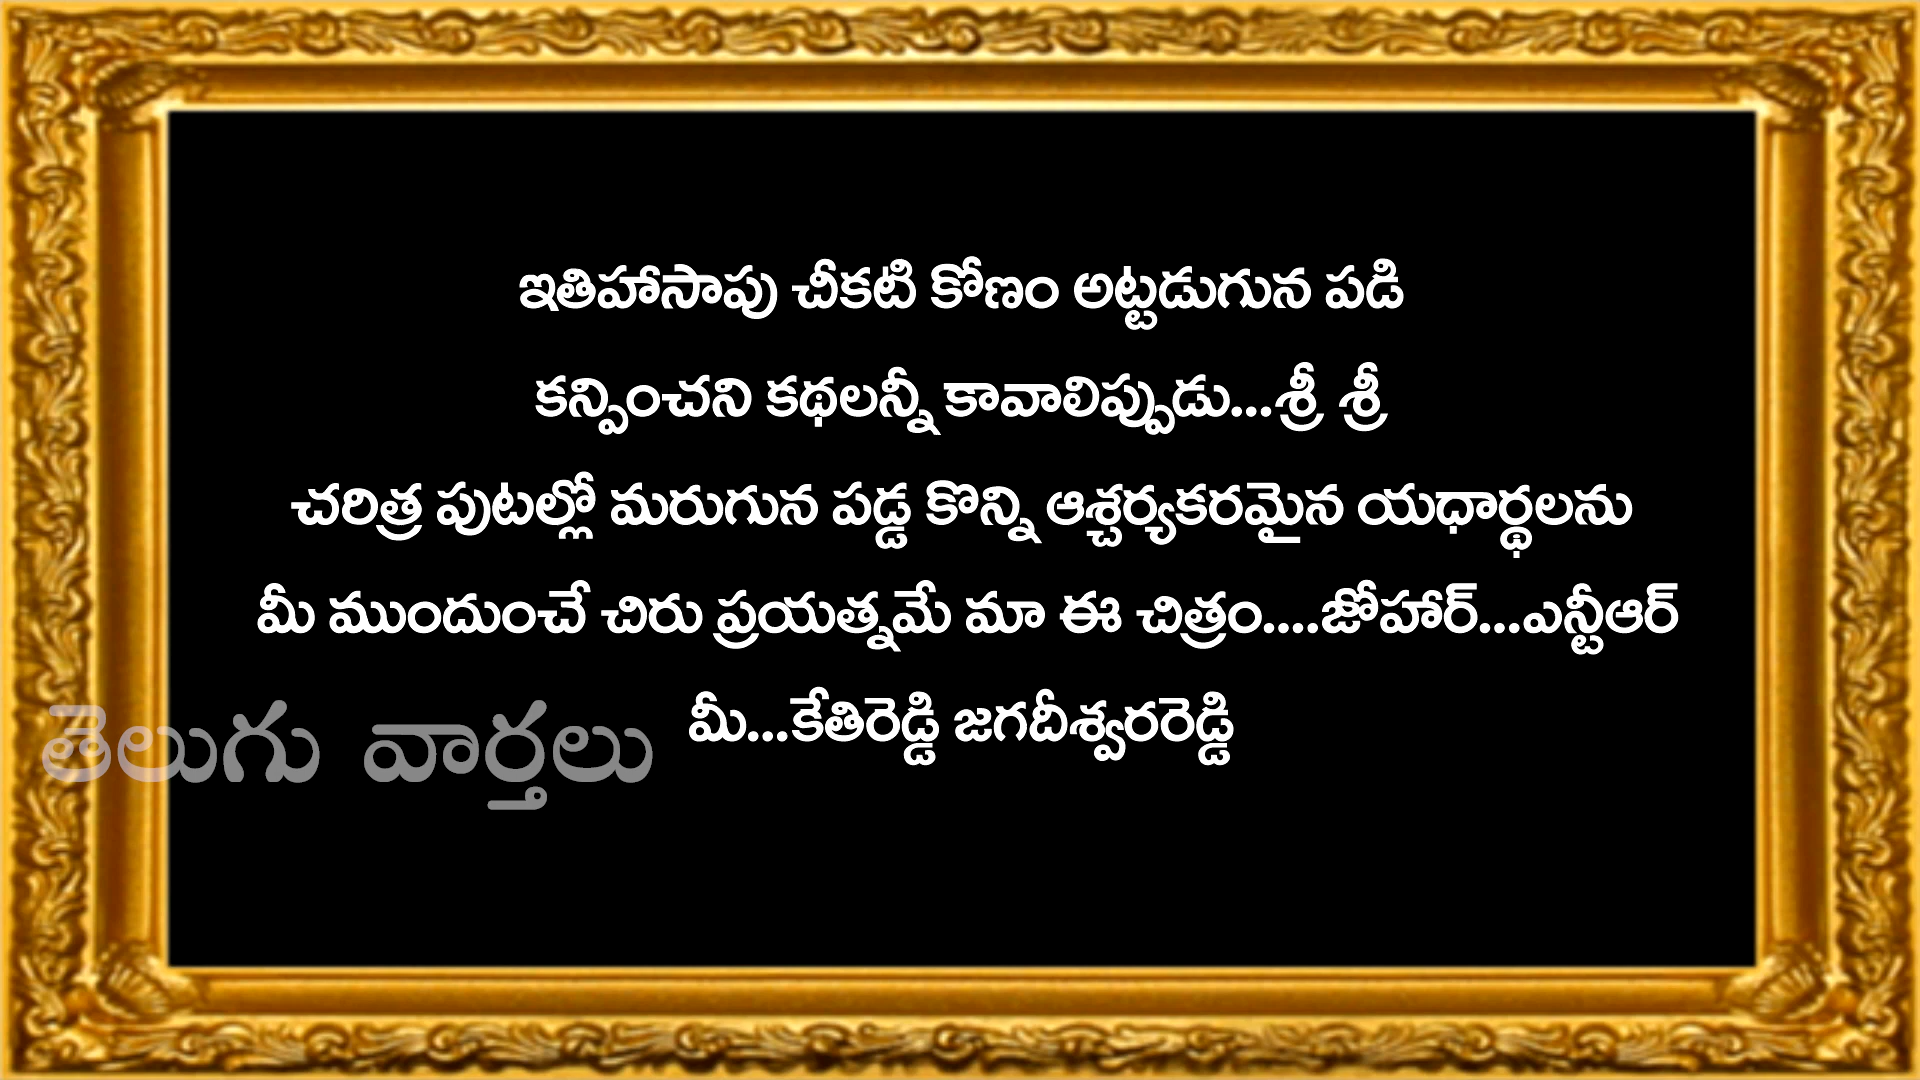 ఇతిహాసాపు చీకటి కోణం అట్టడుగున పడి
కన్పించని కథలన్నీ కావాలిప్పుడు...శ్రీ శ్రీ
చరిత్ర పుటల్లో మరుగున పడ్డ కొన్ని ఆశ్చర్యకరమైన యధార్థలను
మీ ముందుంచే చిరు ప్రయత్నమే మా ఈ చిత్రం....జోహార్...ఎన్టీఆర్
మీ...కేతిరెడ్డి జగదీశ్వరరెడ్డి
తెలుగు వార్తలు